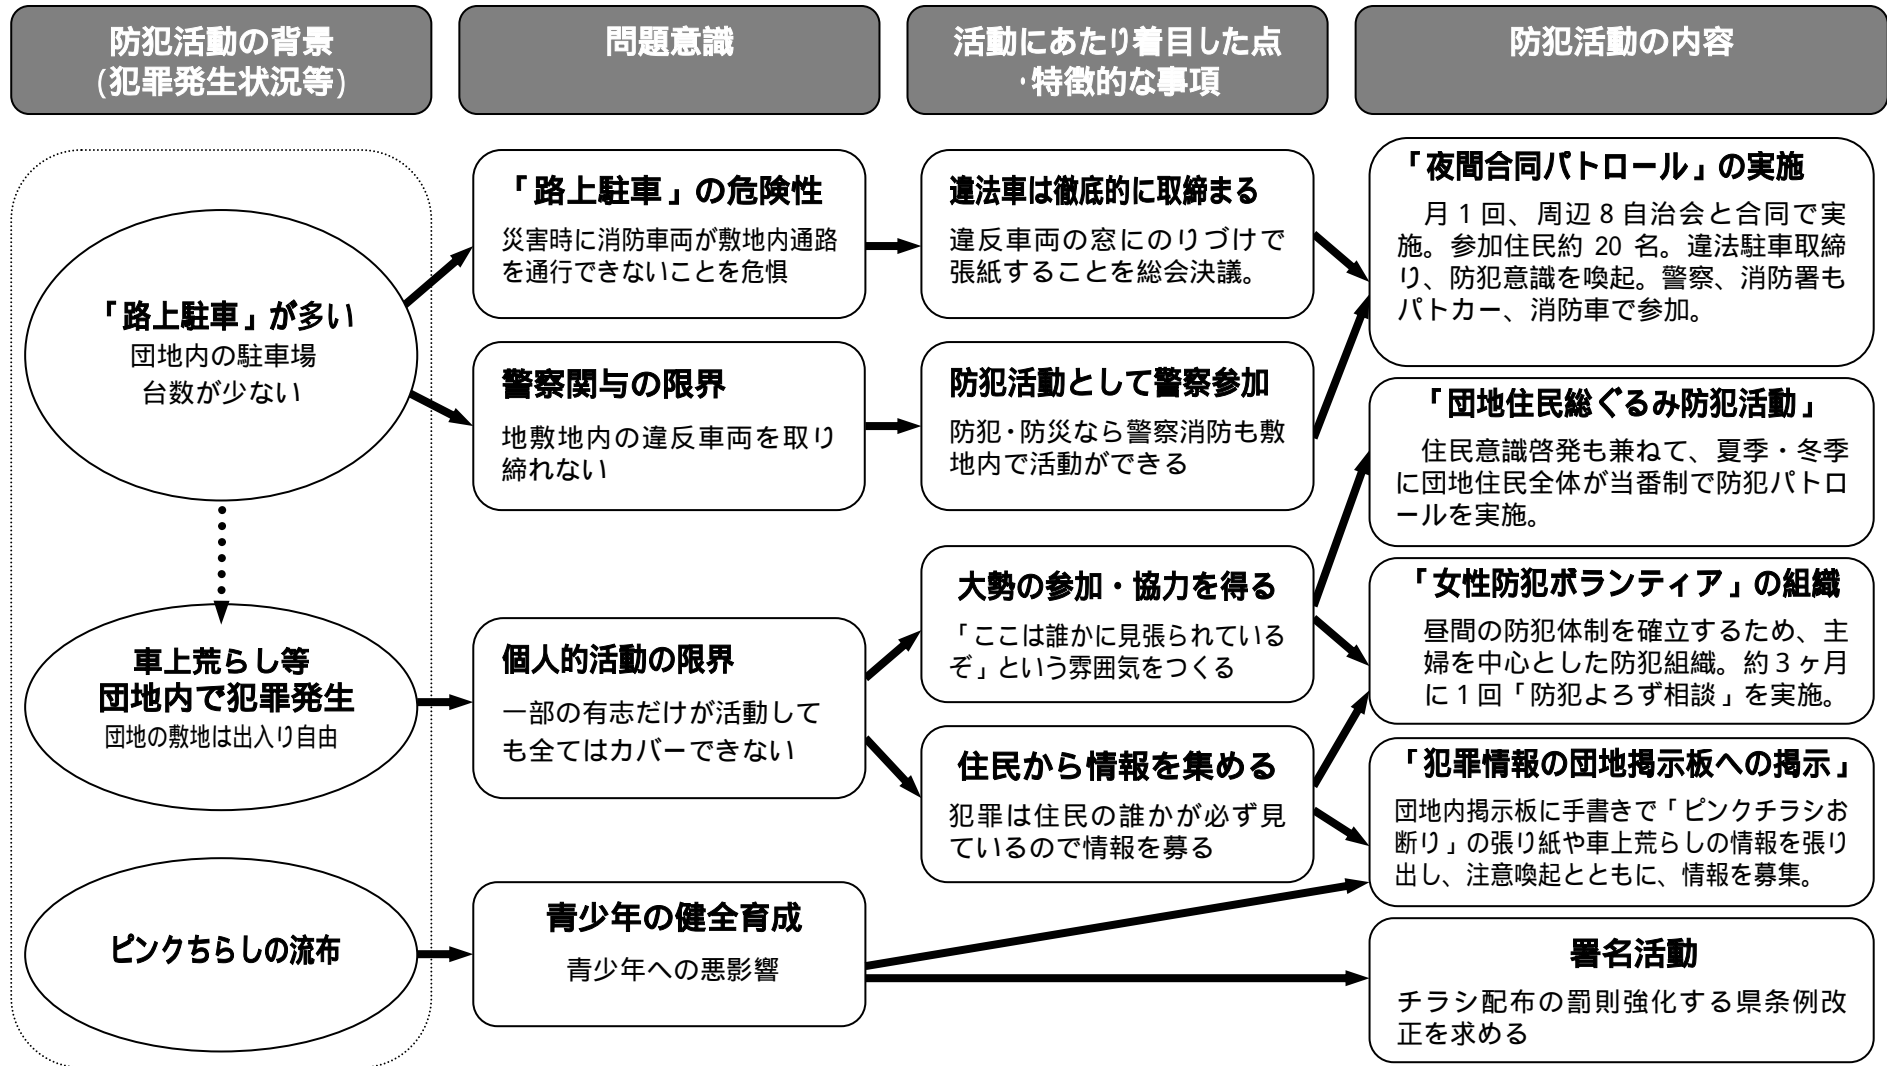 防犯活動の背景
(犯罪発生状況等)
問題意識
活動にあたり着目した点
・特徴的な事項
防犯活動の内容
「路上駐車」が多い
団地内の駐車場
台数が少ない
車上荒らし等
団地内で犯罪発生
団地の敷地は出入り自由
ピンクちらしの流布
「路上駐車」の危険性
災害時に消防車両が敷地内通路
を通行できないことを危惧
警察関与の限界
地敷地内の違反車両を取り
締れない
個人的活動の限界
一部の有志だけが活動して
も全てはカバーできない
青少年の健全育成
青少年への悪影響
違法車は徹底的に取締まる
違反車両の窓にのりづけで
張紙することを総会決議。
防犯活動として警察参加
防犯・防災なら警察消防も敷
地内で活動ができる
大勢の参加・協力を得る
「ここは誰かに見張られている
ぞ」という雰囲気をつくる
住民から情報を集める
犯罪は住民の誰かが必ず見
ているので情報を募る
「夜間合同パトロール」の実施
月1回、周辺8自治会と合同で実
施。参加住民約 20 名。違法駐車取締
り、防犯意識を喚起。警察、消防署も
パトカー、消防車で参加。
「団地住民総ぐるみ防犯活動」
住民意識啓発も兼ねて、夏季・冬季
に団地住民全体が当番制で防犯パトロ
ールを実施。
「女性防犯ボランティア」の組織
昼間の防犯体制を確立するため、主
婦を中心とした防犯組織。約3ヶ月
に1回「防犯よろず相談」を実施。
「犯罪情報の団地掲示板への掲示」
団地内掲示板に手書きで「ピンクチラシお
断り」の張り紙や車上荒らしの情報を張り
出し、注意喚起とともに、情報を募集。
署名活動
チラシ配布の罰則強化する県条例改
正を求める